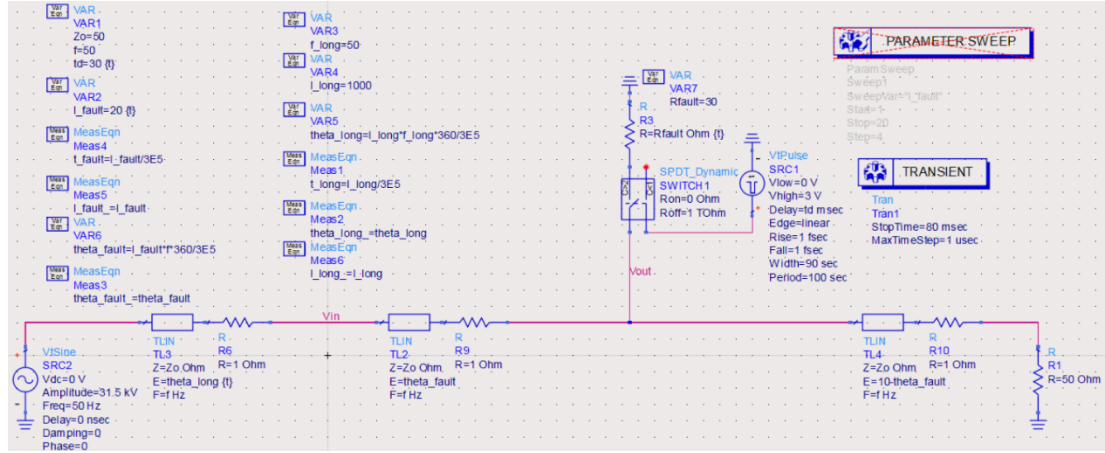 VAR
VAR1
Zo=50
f=50
td=30 {t}
VAR
VAR2
l_fault=20 {t}
MeasEqn
Meas4
t_fault=l_fault/3E5
MeasEqn
Meas5
l_fault_=l_fault
VAR
VAR6
theta_fault=l_fault*f*360/3E5
MeasEqn
Meas3
theta_fault_=theta_fault
VAR
VAR3
f_long=50
VAR
VAR4
l_long=1000
VAR
VAR5
theta_long=l_long*f_long*360/3E5
MeasEqn
Meas1
t_long=l_long/3E5
MeasEqn
Meas2
theta_long_=theta_long
MeasEqn
Meas6
l_long_=l_long
VAR
VAR7
Rfault=30
R
R3
R=Rfault Ohm {t}
SPDT_Dynamic
SWITCH1
Ron=0 Ohm
Roff=1 TOhm
VtPulse
SRC1
Vlow=0 V
Vhigh=3 V
Delay=td msec
Edge=linear
Rise=1 fsec
Fall=1 fsec
Width=90 sec
Period=100 sec
PARAMETER SWEEP
ParamSweep
Sweep1
SweepVar="l_fault"
Start=1
Stop=20
Step=4
TRANSIENT
Tran
Tran1
StopTime=80 msec
MaxTimeStep=1 usec
Vout
Vin
VtSine
SRC2
Vdc=0 V
Amplitude=31.5 kV
Freq=50 Hz
Delay=0 nsec
Damping=0
Phase=0
TLIN
TL3
Z=Zo Ohm
E=theta_long {t}
F=f Hz
R
R6
R=1 Ohm
TLIN
TL2
Z=Zo Ohm
E=theta_fault
F=f Hz
R
R9
R=1 Ohm
TLIN
TL4
Z=Zo Ohm
E=10-theta_fault
F=f Hz
R
R10
R=1 Ohm
R
R1
R=50 Ohm